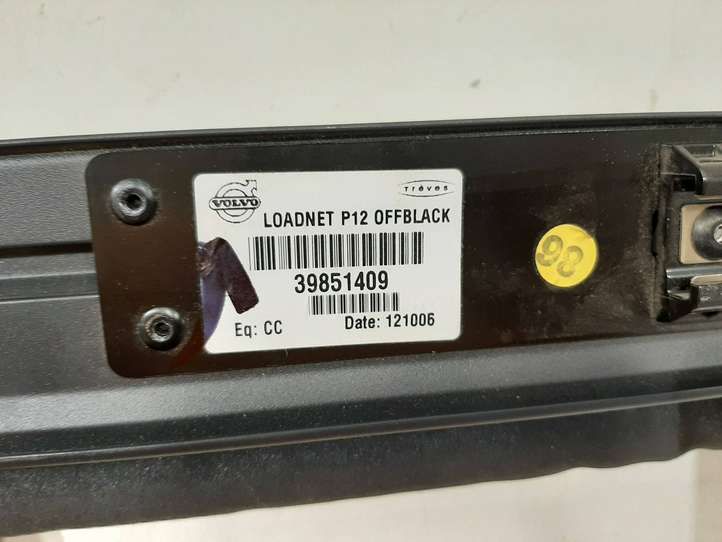 VOLVO
Trèves
LOADNET P12 OFFBLACK
39851409
Eq: CC
Date: 121006
98